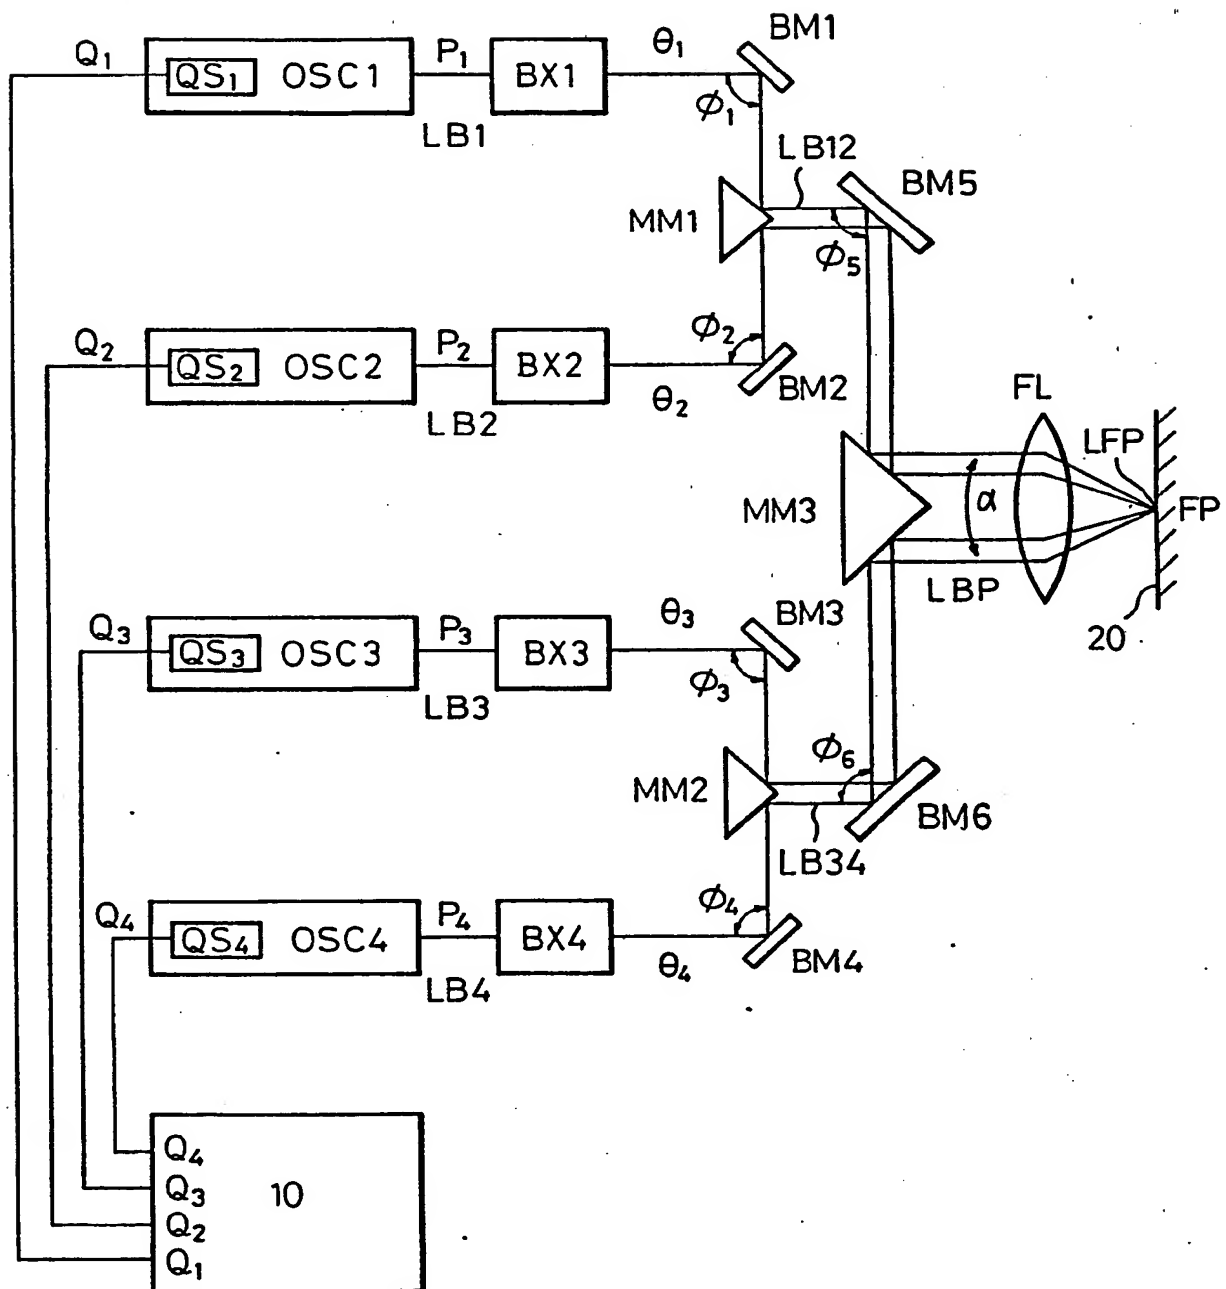 Q₁ QS₁ OSC1 P₁ LB1 BX1 θ₁ BM1
ϕ₁
LB12
MM1 BM5
ϕ₅
Q₂ QS₂ OSC2 P₂ LB2 BX2 θ₂ ϕ₂ BM2
FL
LFP
MM3 α FP
LBP
20
Q₃ QS₃ OSC3 P₃ LB3 BX3 θ₃ BM3
ϕ₃
ϕ₆
MM2 BM6
LB34
Q₄ QS₄ OSC4 P₄ LB4 BX4 θ₄ ϕ₄ BM4
Q₄
Q₃ 10
Q₂
Q₁